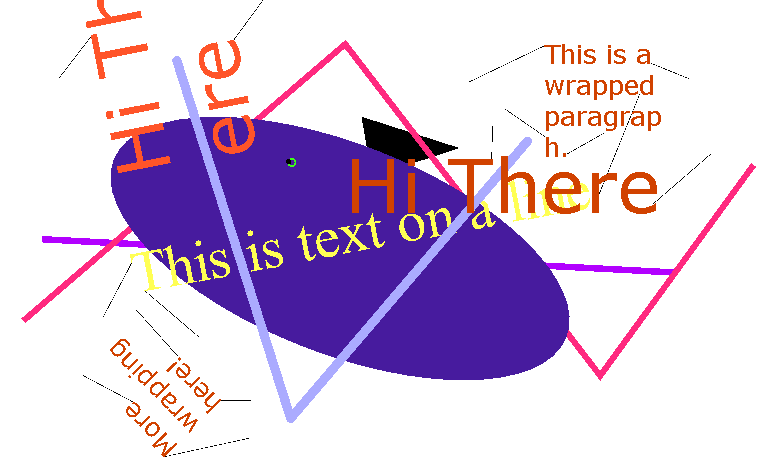 Hi Th
ere
This is a
wrapped
paragrap
h.
Hi There
This is text on a line
More
wrapping
here!